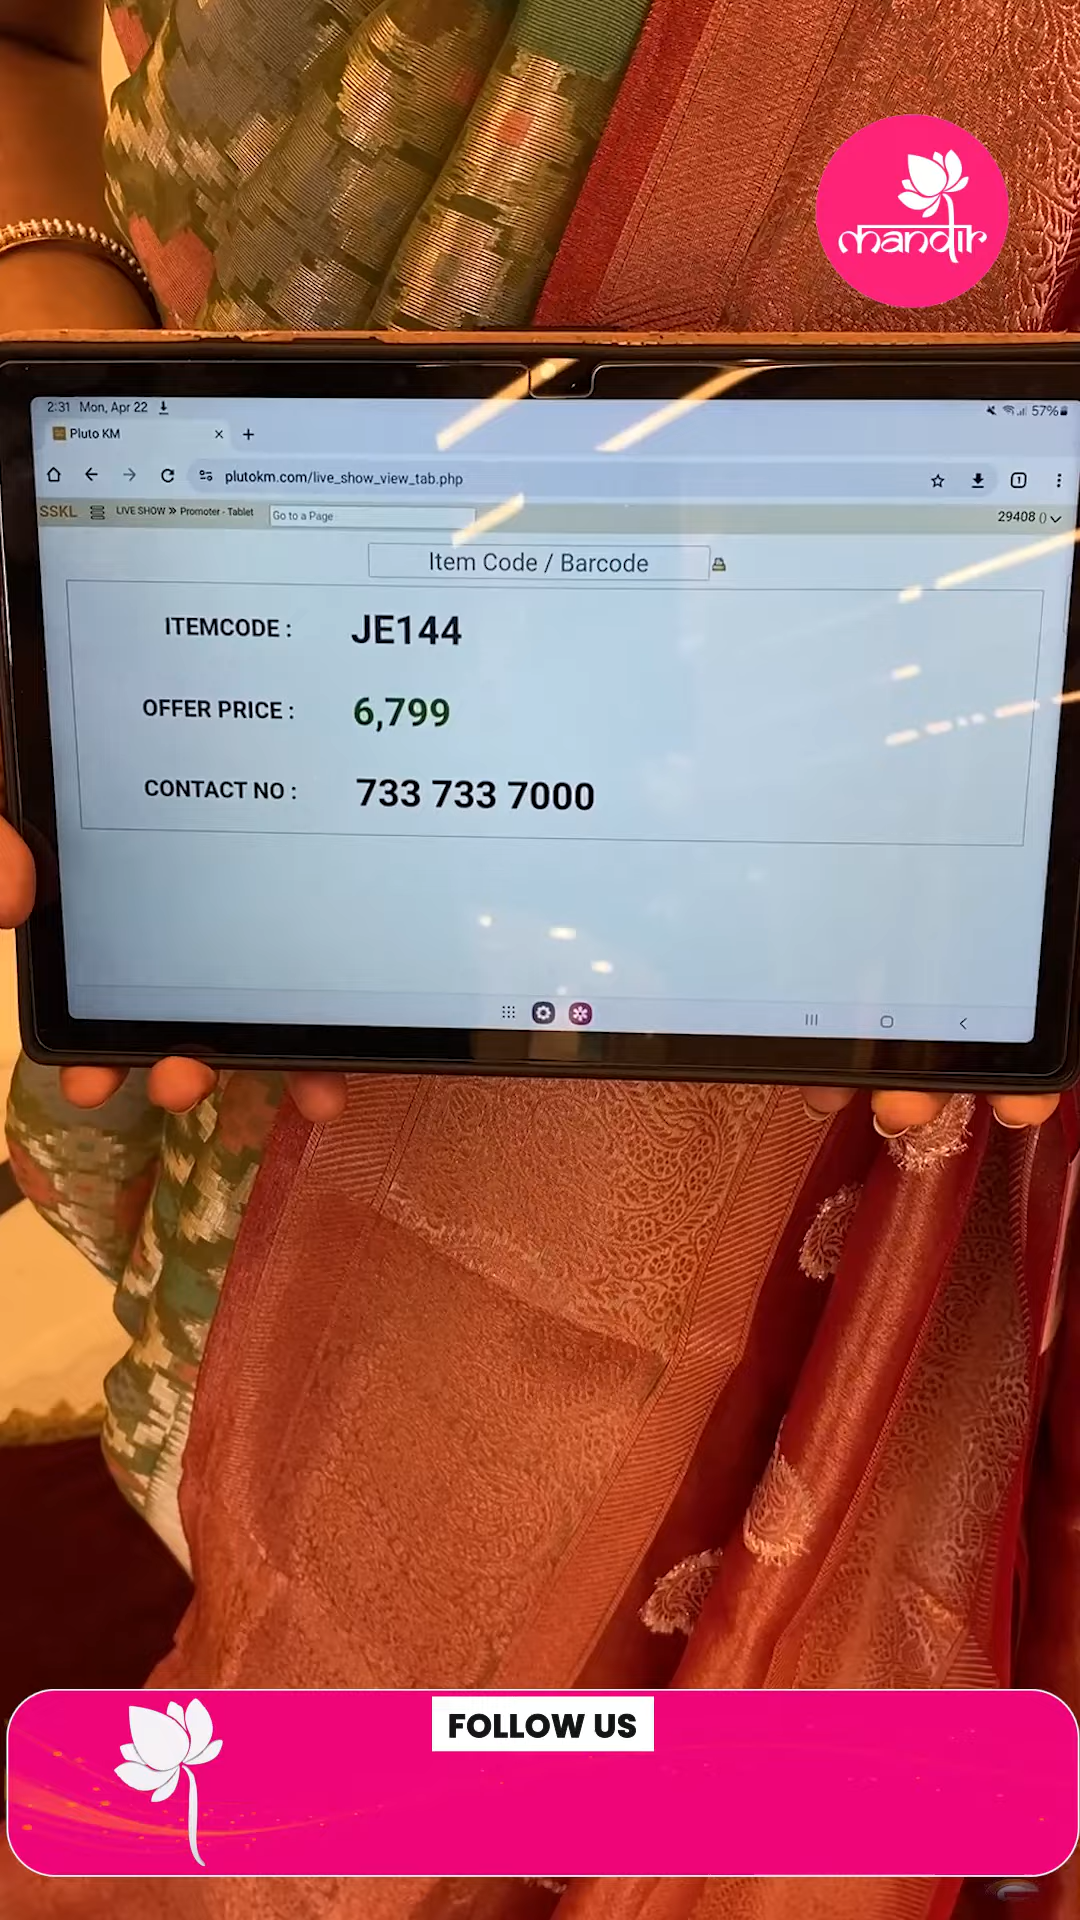 mandir
2:31 Mon, Apr 22
57%
Pluto KM
plutokm.com/live_show_view_tab.php
SSKL LIVE SHOW » Promoter - Tablet Go to a Page 29408 ()
Item Code / Barcode
ITEMCODE : JE144
OFFER PRICE : 6,799
CONTACT NO : 733 733 7000
FOLLOW US